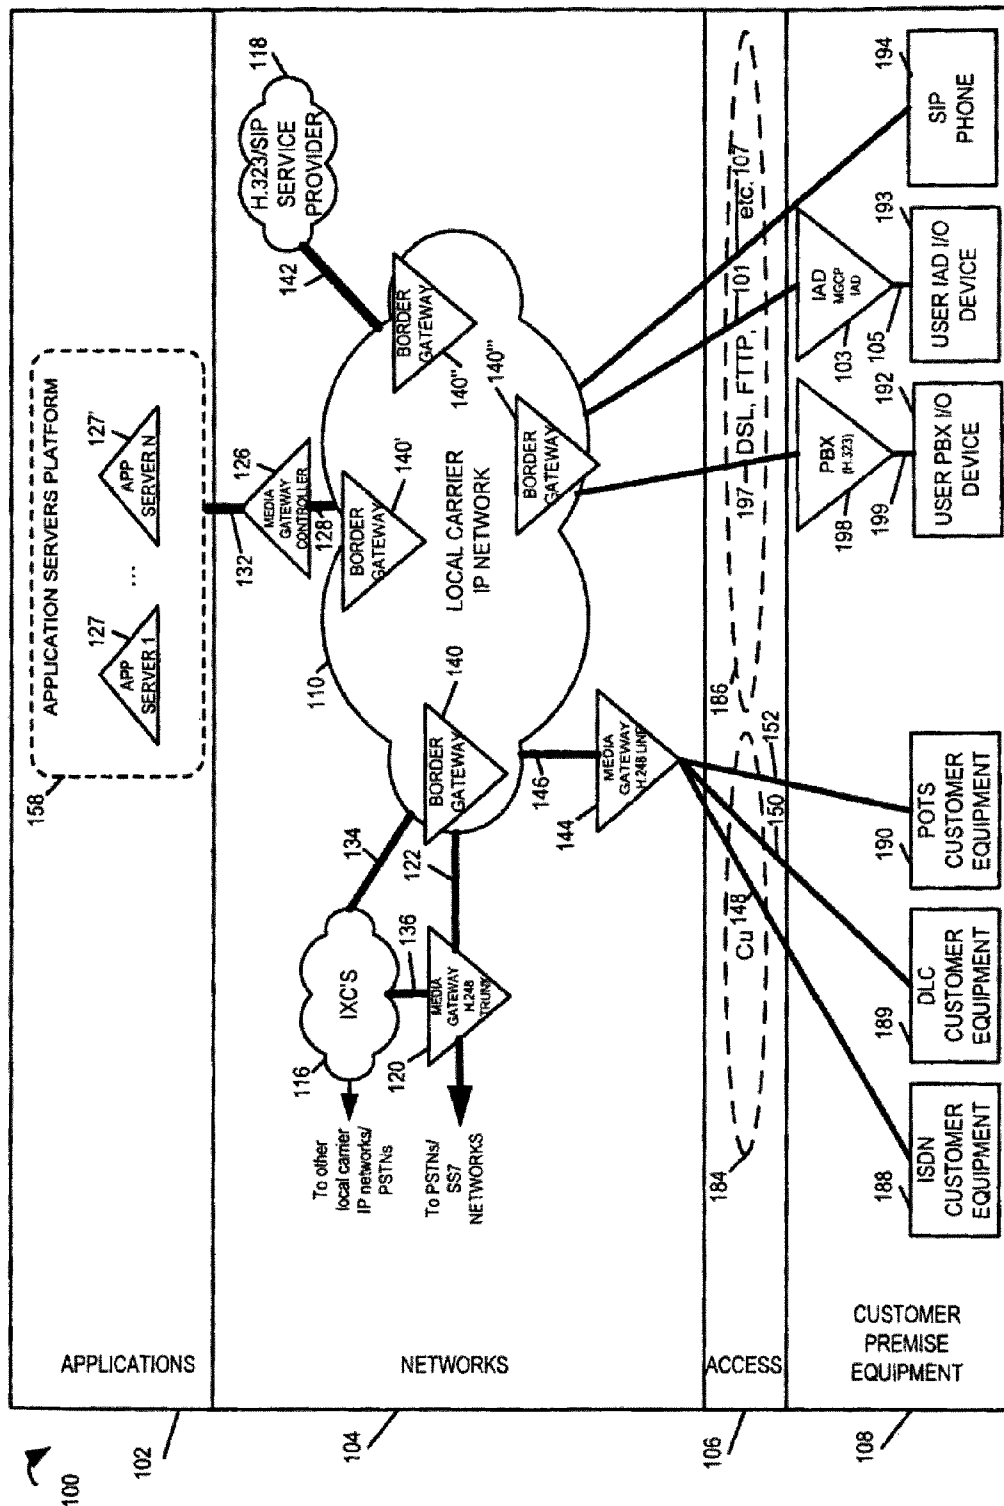 100
102
APPLICATIONS
158
APPLICATION SERVERS PLATFORM
127
APP
SERVER 1
...
127'
APP
SERVER N
132
104
NETWORKS
126
MEDIA
GATEWAY
CONTROLLER
128
118
H.323/SIP
SERVICE
PROVIDER
142
110
BORDER
GATEWAY
140'
BORDER
GATEWAY
140"
LOCAL CARRIER
IP NETWORK
BORDER
GATEWAY
140'''
BORDER
GATEWAY
140
134
122
116
IXC'S
136
To other
local carrier
IP networks/
PSTNs
120
MEDIA
GATEWAY
H.248
TRUNK
To PSTNs/
SS7
NETWORKS
146
144
MEDIA
GATEWAY
H.248 LINE
106
ACCESS
184
Cu
148
150
152
186
197
DSL, FTTP,
101
etc.
107
108
CUSTOMER
PREMISE
EQUIPMENT
188
ISDN
CUSTOMER
EQUIPMENT
189
DLC
CUSTOMER
EQUIPMENT
190
POTS
CUSTOMER
EQUIPMENT
198
PBX
(H.323)
199
192
USER PBX I/O
DEVICE
103
IAD
MGCP
IAD
105
193
USER IAD I/O
DEVICE
194
SIP
PHONE